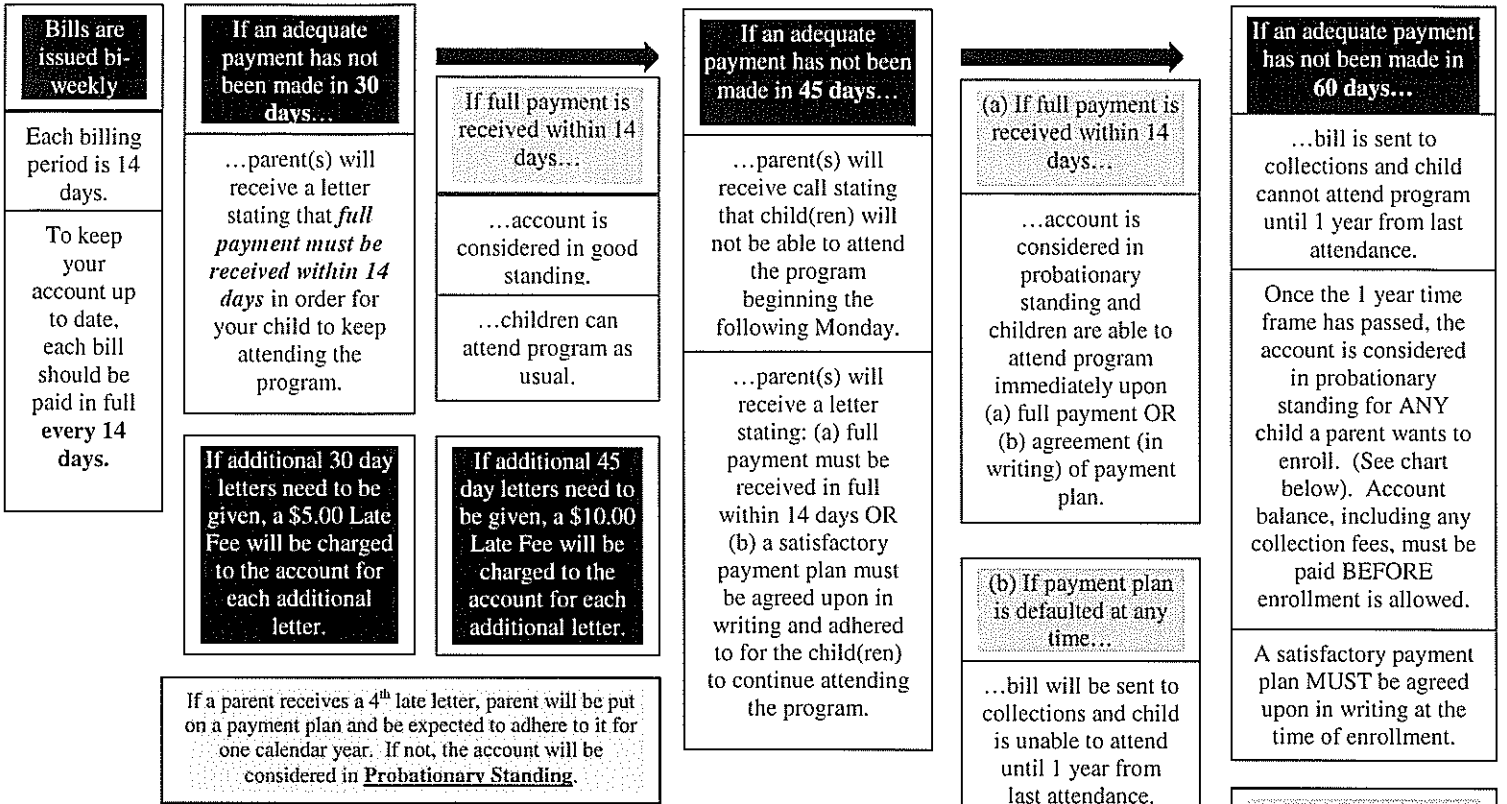 Bills are
issued bi-
weekly
Each billing
period is 14
days.
To keep
your
account up
to date,
each bill
should be
paid in full
every 14
days.
If an adequate
payment has not
been made in 30
days…
…parent(s) will
receive a letter
stating that full
payment must be
received within 14
days in order for
your child to keep
attending the
program.
If full payment is
received within 14
days…
…account is
considered in good
standing.
…children can
attend program as
usual.
If additional 30 day
letters need to be
given, a $5.00 Late
Fee will be charged
to the account for
each additional
letter.
If additional 45
day letters need to
be given, a $10.00
Late Fee will be
charged to the
account for each
additional letter.
If a parent receives a 4th late letter, parent will be put
on a payment plan and be expected to adhere to it for
one calendar year. If not, the account will be
considered in Probationary Standing.
If an adequate
payment has not been
made in 45 days…
…parent(s) will
receive call stating
that child(ren) will
not be able to attend
the program
beginning the
following Monday.
…parent(s) will
receive a letter
stating: (a) full
payment must be
received in full
within 14 days OR
(b) a satisfactory
payment plan must
be agreed upon in
writing and adhered
to for the child(ren)
to continue attending
the program.
(a) If full payment is
received within 14
days…
…account is
considered in
probationary
standing and
children are able to
attend program
immediately upon
(a) full payment OR
(b) agreement (in
writing) of payment
plan.
(b) If payment plan
is defaulted at any
time…
…bill will be sent to
collections and child
is unable to attend
until 1 year from
last attendance.
If an adequate payment
has not been made in
60 days…
…bill is sent to
collections and child
cannot attend program
until 1 year from last
attendance.
Once the 1 year time
frame has passed, the
account is considered
in probationary
standing for ANY
child a parent wants to
enroll. (See chart
below). Account
balance, including any
collection fees, must be
paid BEFORE
enrollment is allowed.
A satisfactory payment
plan MUST be agreed
upon in writing at the
time of enrollment.